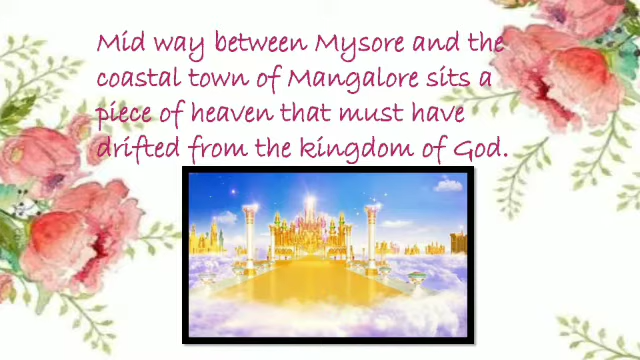 Mid way between Mysore and the
coastal town of Mangalore sits a
piece of heaven that must have
drifted from the kingdom of God.